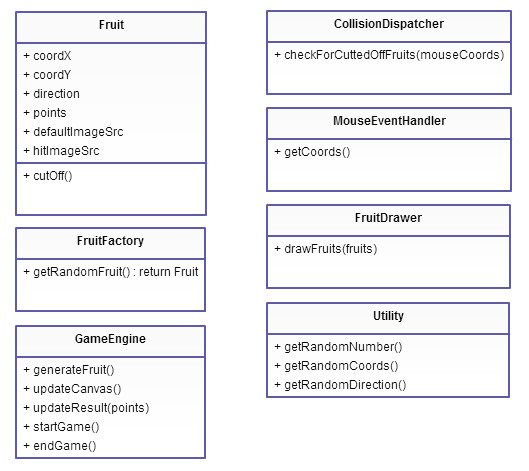 Fruit
+ coordX
+ coordY
+ direction
+ points
+ defaultImageSrc
+ hitImageSrc
+ cutOff()
FruitFactory
+ getRandomFruit() : return Fruit
GameEngine
+ generateFruit()
+ updateCanvas()
+ updateResult(points)
+ startGame()
+ endGame()
CollisionDispatcher
+ checkForCuttedOffFruits(mouseCoords)
MouseEventHandler
+ getCoords()
FruitDrawer
+ drawFruits(fruits)
Utility
+ getRandomNumber()
+ getRandomCoords()
+ getRandomDirection()